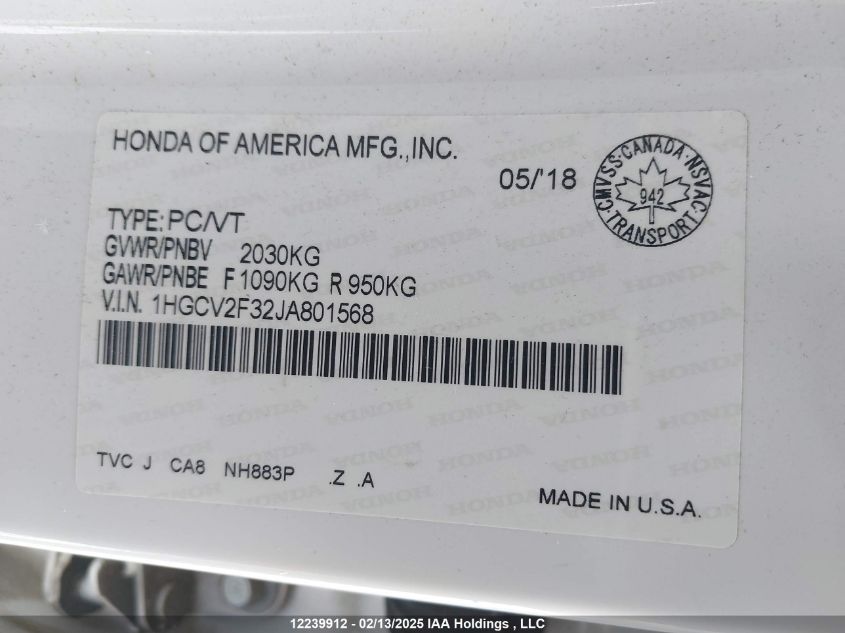 HONDA OF AMERICA MFG.,INC.
05/'18
CMVSS·CANADA·NSVAC
942
·TRANSPORT·
TYPE: PC/VT
GVWR/PNBV 2030KG
GAWR/PNBE F 1090KG R 950KG
V.I.N. 1HGCV2F32JA801568
TVC J CA8 NH883P .Z .A
MADE IN U.S.A.
12239912 - 02/13/2025 IAA Holdings , LLC